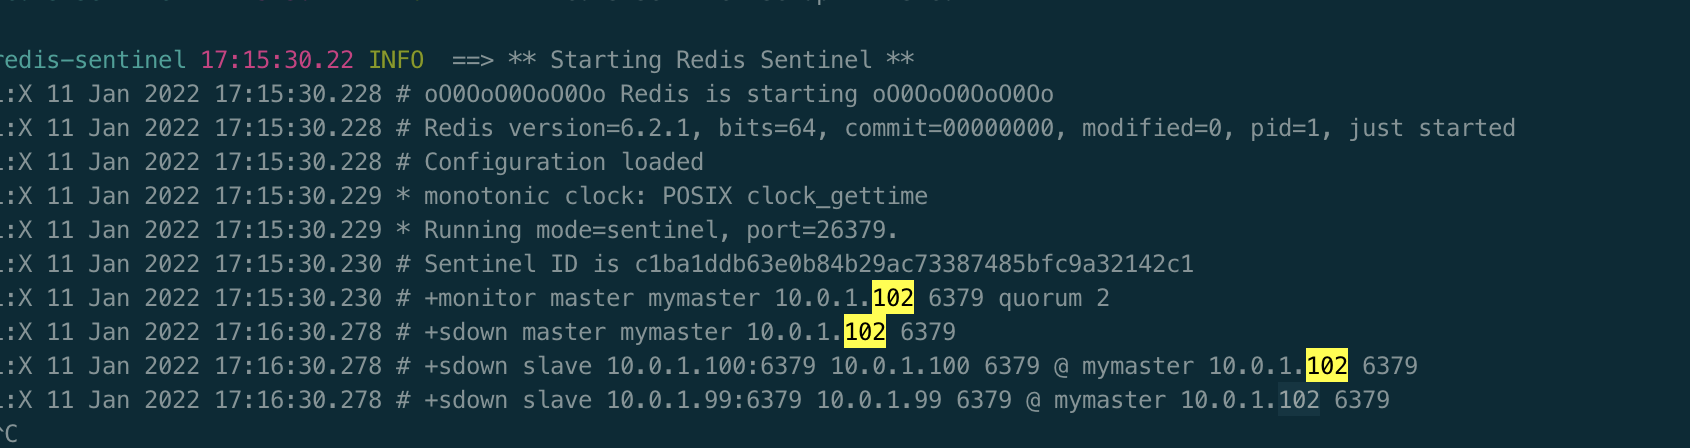 redis-sentinel 17:15:30.22 INFO  ==> ** Starting Redis Sentinel **
:X 11 Jan 2022 17:15:30.228 # oO0OoO0OoO0Oo Redis is starting oO0OoO0OoO0Oo
:X 11 Jan 2022 17:15:30.228 # Redis version=6.2.1, bits=64, commit=00000000, modified=0, pid=1, just started
:X 11 Jan 2022 17:15:30.228 # Configuration loaded
:X 11 Jan 2022 17:15:30.229 * monotonic clock: POSIX clock_gettime
:X 11 Jan 2022 17:15:30.229 * Running mode=sentinel, port=26379.
:X 11 Jan 2022 17:15:30.230 # Sentinel ID is c1ba1ddb63e0b84b29ac73387485bfc9a32142c1
:X 11 Jan 2022 17:15:30.230 # +monitor master mymaster 10.0.1.102 6379 quorum 2
:X 11 Jan 2022 17:16:30.278 # +sdown master mymaster 10.0.1.102 6379
:X 11 Jan 2022 17:16:30.278 # +sdown slave 10.0.1.100:6379 10.0.1.100 6379 @ mymaster 10.0.1.102 6379
:X 11 Jan 2022 17:16:30.278 # +sdown slave 10.0.1.99:6379 10.0.1.99 6379 @ mymaster 10.0.1.102 6379
^C